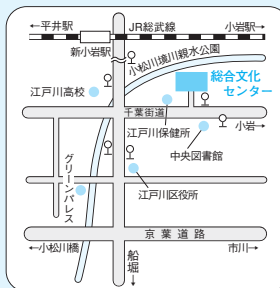 ←平井駅
JR総武線
小岩駅→
新小岩駅
小松川境川親水公園
総合文化
センター
江戸川高校
千葉街道
江戸川保健所
小岩→
中央図書館
グリーンパレス
江戸川区役所
京葉道路
←小松川橋
船堀↓
市川→